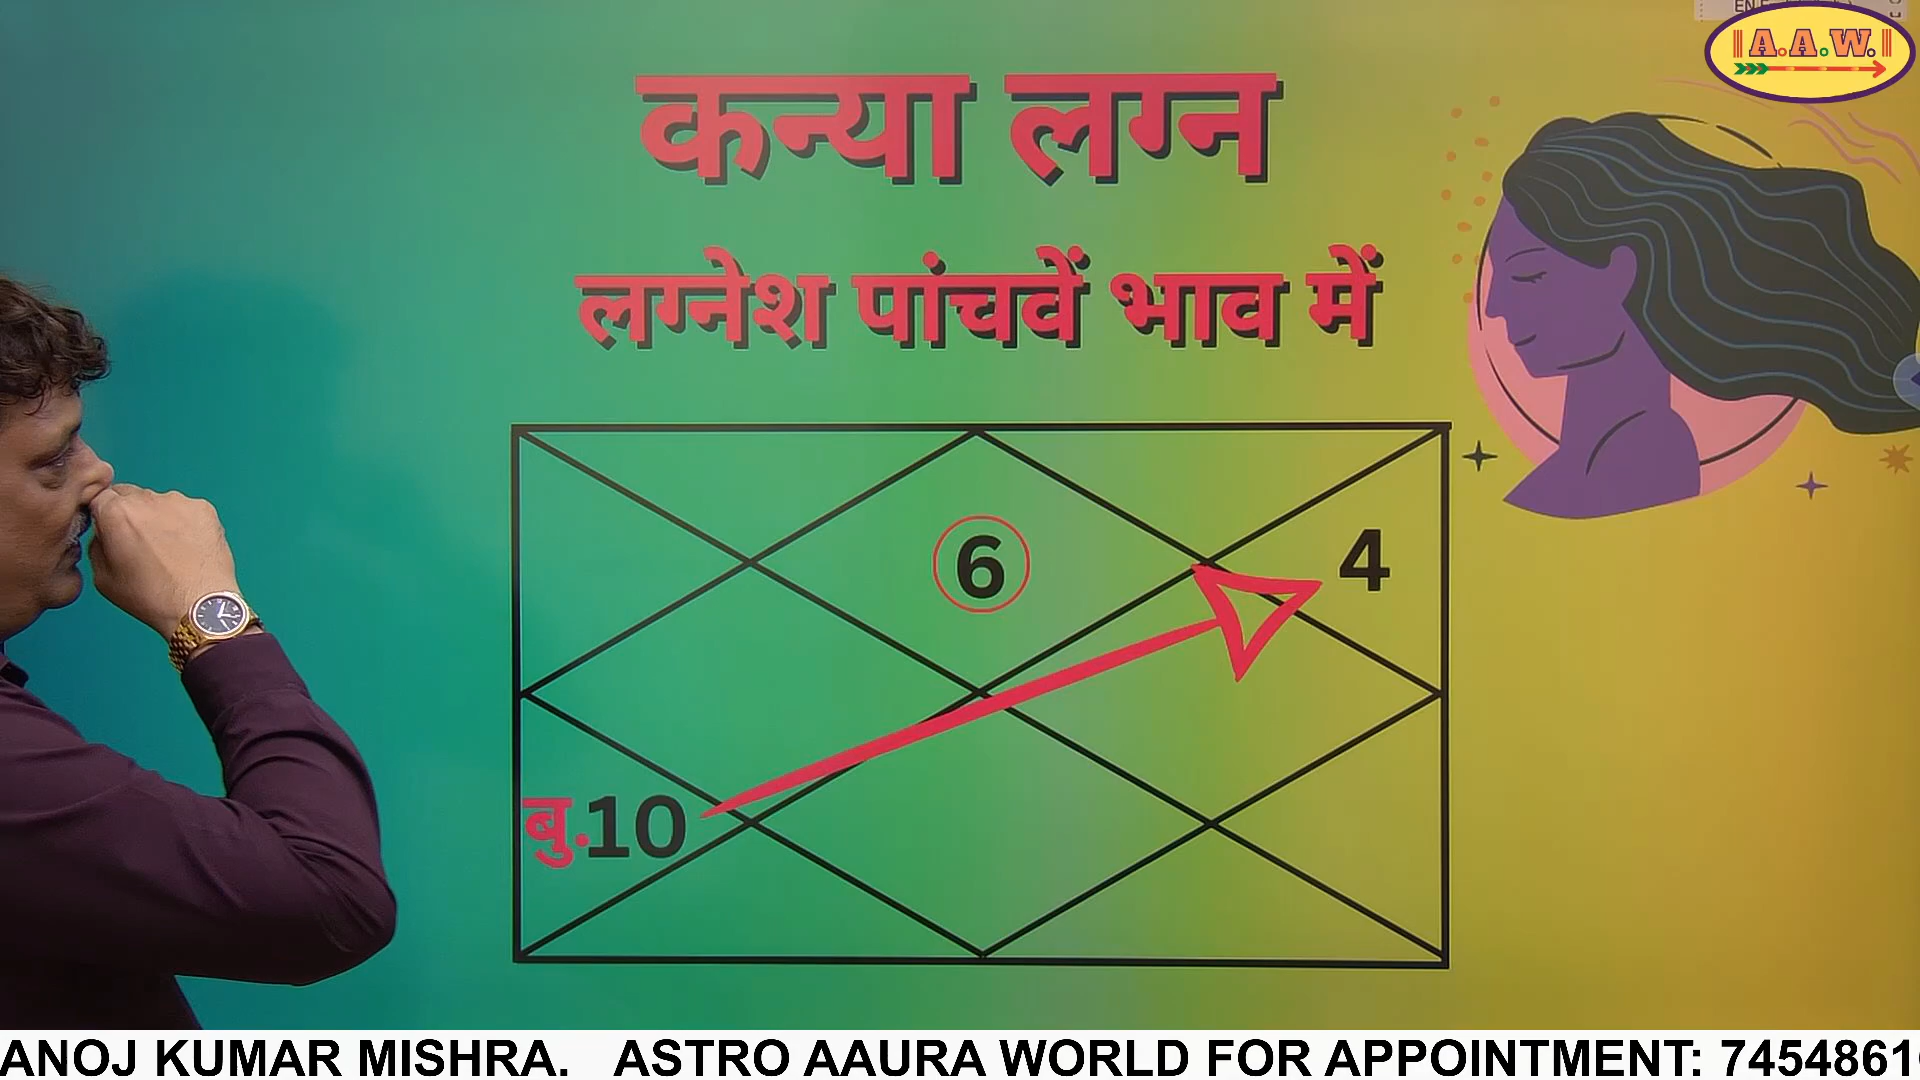 A.A.W.
कन्या लग्न
लग्नेश पांचवें भाव में
6
4
बु.10
ANOJ KUMAR MISHRA. ASTRO AAURA WORLD FOR APPOINTMENT: 7454861